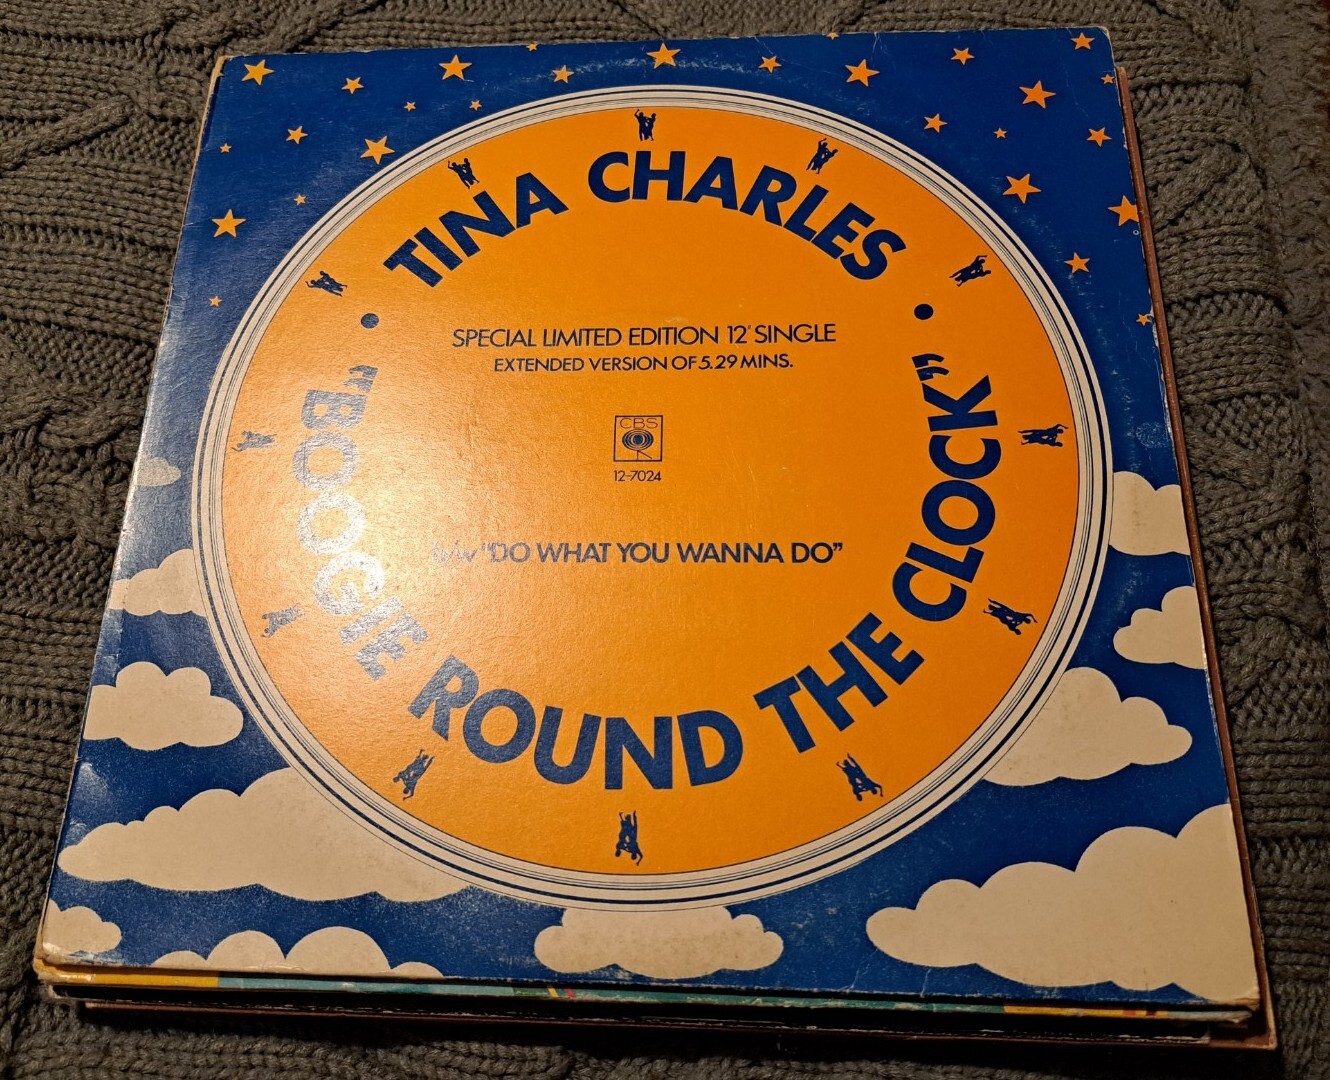 TINA CHARLES
SPECIAL LIMITED EDITION 12" SINGLE
EXTENDED VERSION OF 5.29 MINS.
CBS
12-7024
b/w "DO WHAT YOU WANNA DO"
• "BOOGIE ROUND THE CLOCK" •